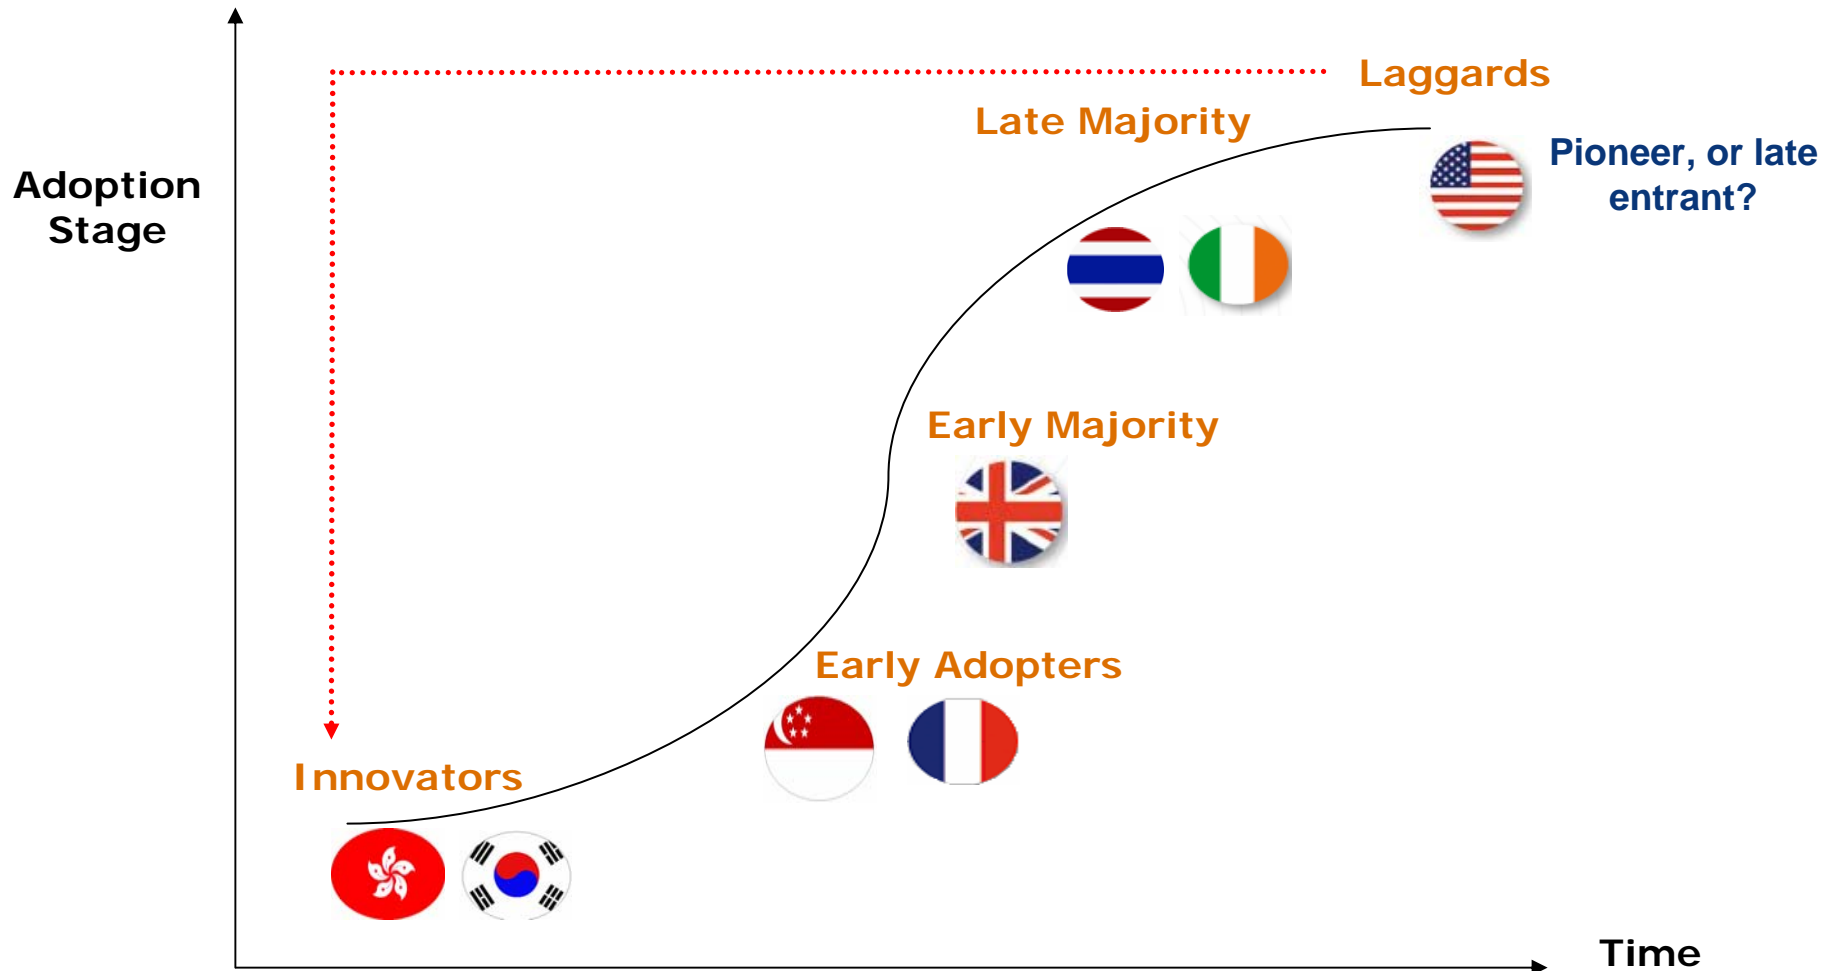 Laggards
Late Majority
Pioneer, or late
entrant?
Adoption
Stage
Early Majority
Early Adopters
Innovators
Time